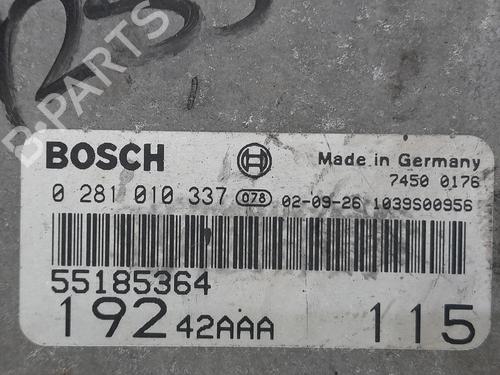 B-PARTS
BOSCH
Made in Germany
7450 0176
0 281 010 337 078 02-09-26 1039S00956
55185364
192 42AAA 115